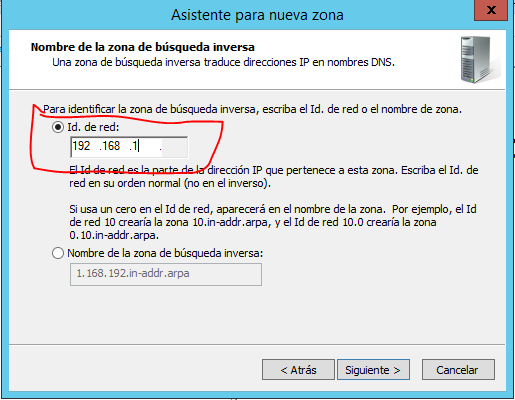 Asistente para nueva zona
x
Nombre de la zona de búsqueda inversa
Una zona de búsqueda inversa traduce direcciones IP en nombres DNS.
Para identificar la zona de búsqueda inversa, escriba el Id. de red o el nombre de zona.
Id. de red:
192 .168 .1 .
El Id de red es la parte de la dirección IP que pertenece a esta zona. Escriba el Id. de
red en su orden normal (no en el inverso).
Si usa un cero en el Id de red, aparecerá en el nombre de la zona. Por ejemplo, el Id
de red 10 crearía la zona 10.in-addr.arpa, y el Id de red 10.0 crearía la zona
0.10.in-addr.arpa.
Nombre de la zona de búsqueda inversa:
1.168.192.in-addr.arpa
< Atrás
Siguiente >
Cancelar